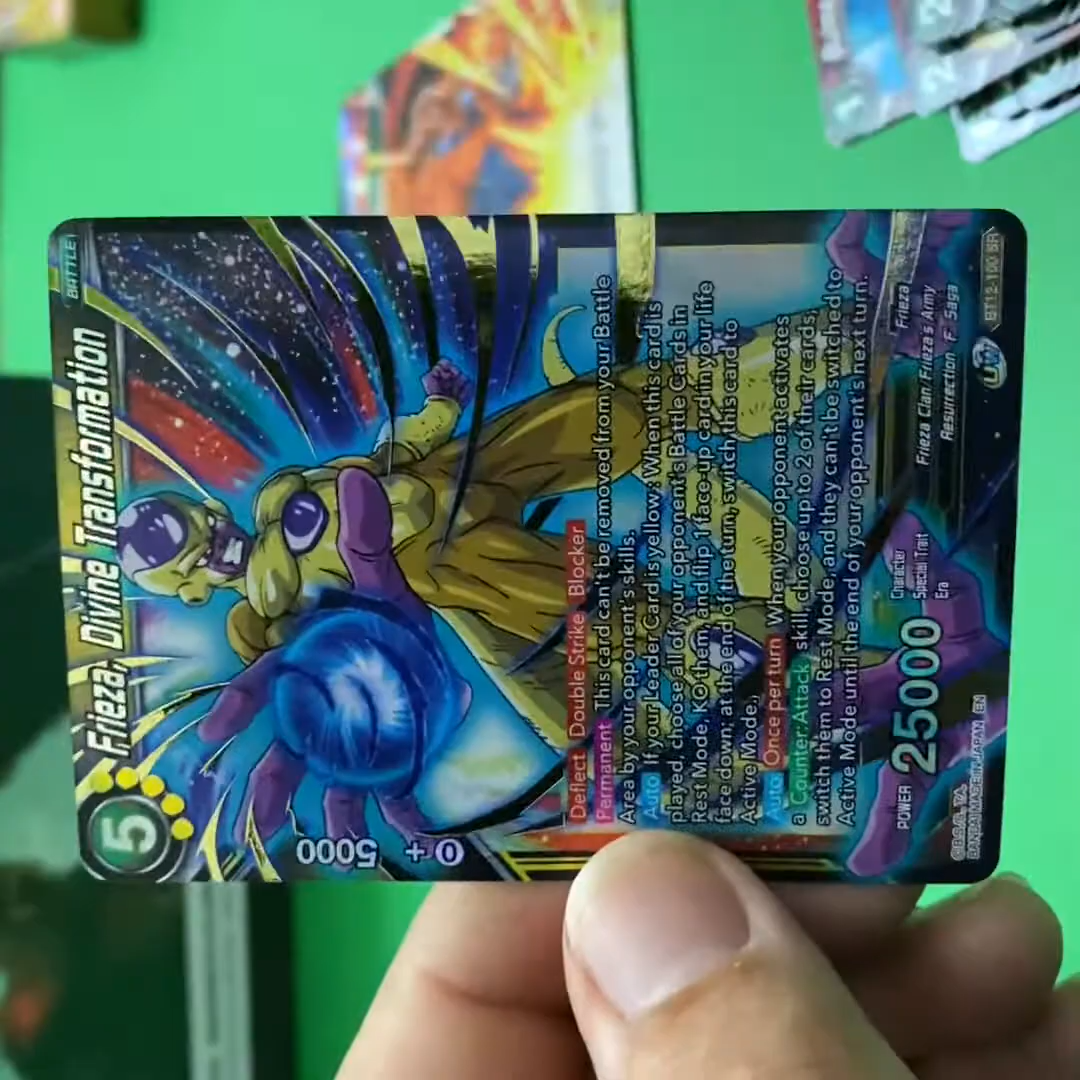 BATTLE
Frieza, Divine Transformation
5
0 + 5000
Deflect Double Strike Blocker
Permanent This card can't be removed from your Battle
Area by your opponent's skills.
Auto If your Leader Card is yellow: When this card is
played, choose all of your opponent's Battle Cards in
Rest Mode, KO them, and flip 1 face-up card in your life
face down, at the end of the turn, switch this card to
Active Mode.
Auto Once per turn When your opponent activates
a Counter:Attack skill, choose up to 2 of their cards,
switch them to Rest Mode, and they can't be switched to
Active Mode until the end of your opponent's next turn.
POWER 25000
Character Frieza
Special Trait Frieza Clan/Frieza's Army
Era Resurrection 'F' Saga
BANDAI MADE IN JAPAN EN
UW
BT12-100 SR